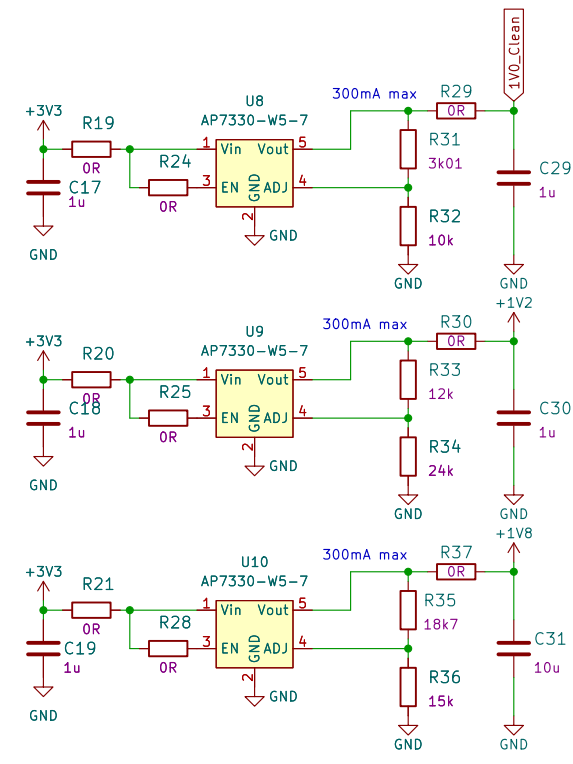 1V0_Clean
U8
AP7330-W5-7
300mA max
R29
0R
+3V3
R19
0R
1 Vin Vout 5
R31
3k01
R24
0R
3 EN GND ADJ 4
2
C17
1u
C29
1u
R32
10k
GND
GND
GND
GND
+1V2
U9
AP7330-W5-7
300mA max
R30
0R
+3V3
R20
0R
1 Vin Vout 5
R33
12k
R25
0R
3 EN GND ADJ 4
2
C18
1u
C30
1u
R34
24k
GND
GND
GND
GND
+1V8
U10
AP7330-W5-7
300mA max
R37
0R
+3V3
R21
0R
1 Vin Vout 5
R35
18k7
R28
0R
3 EN GND ADJ 4
2
C19
1u
C31
10u
R36
15k
GND
GND
GND
GND